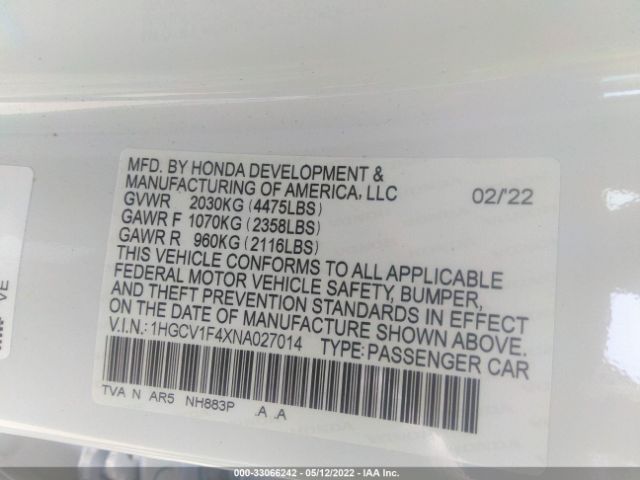 MFD. BY HONDA DEVELOPMENT &
MANUFACTURING OF AMERICA, LLC 02/'22
GVWR 2030KG (4475LBS)
GAWR F 1070KG (2358LBS)
GAWR R 960KG (2116LBS)
THIS VEHICLE CONFORMS TO ALL APPLICABLE
FEDERAL MOTOR VEHICLE SAFETY, BUMPER,
AND THEFT PREVENTION STANDARDS IN EFFECT
ON THE DATE OF MANUFACTURE SHOWN ABOVE.
V.I.N.: 1HGCV1F4XNA027014 TYPE: PASSENGER CAR
TVA N AR5 NH883P .A .A
VE
000-33066242 - 05/12/2022 - IAA Inc.